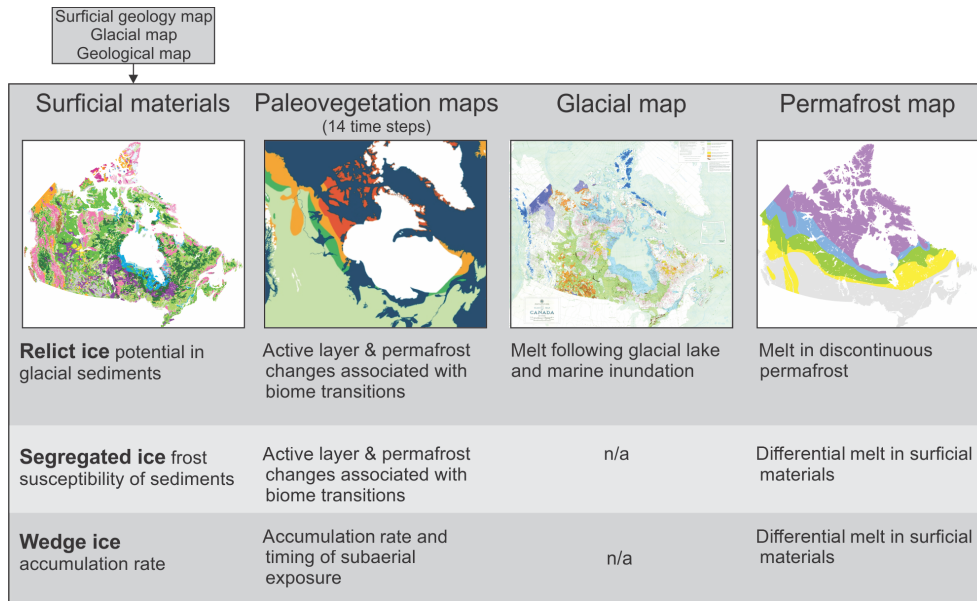 Surficial geology map
Glacial map
Geological map
Surficial materials
Paleovegetation maps
(14 time steps)
Glacial map
Permafrost map
CANADA
Relict ice potential in
glacial sediments
Active layer & permafrost
changes associated with
biome transitions
Melt following glacial lake
and marine inundation
Melt in discontinuous
permafrost
Segregated ice frost
susceptibility of sediments
Active layer & permafrost
changes associated with
biome transitions
n/a
Differential melt in surficial
materials
Wedge ice
accumulation rate
Accumulation rate and
timing of subaerial
exposure
n/a
Differential melt in surficial
materials